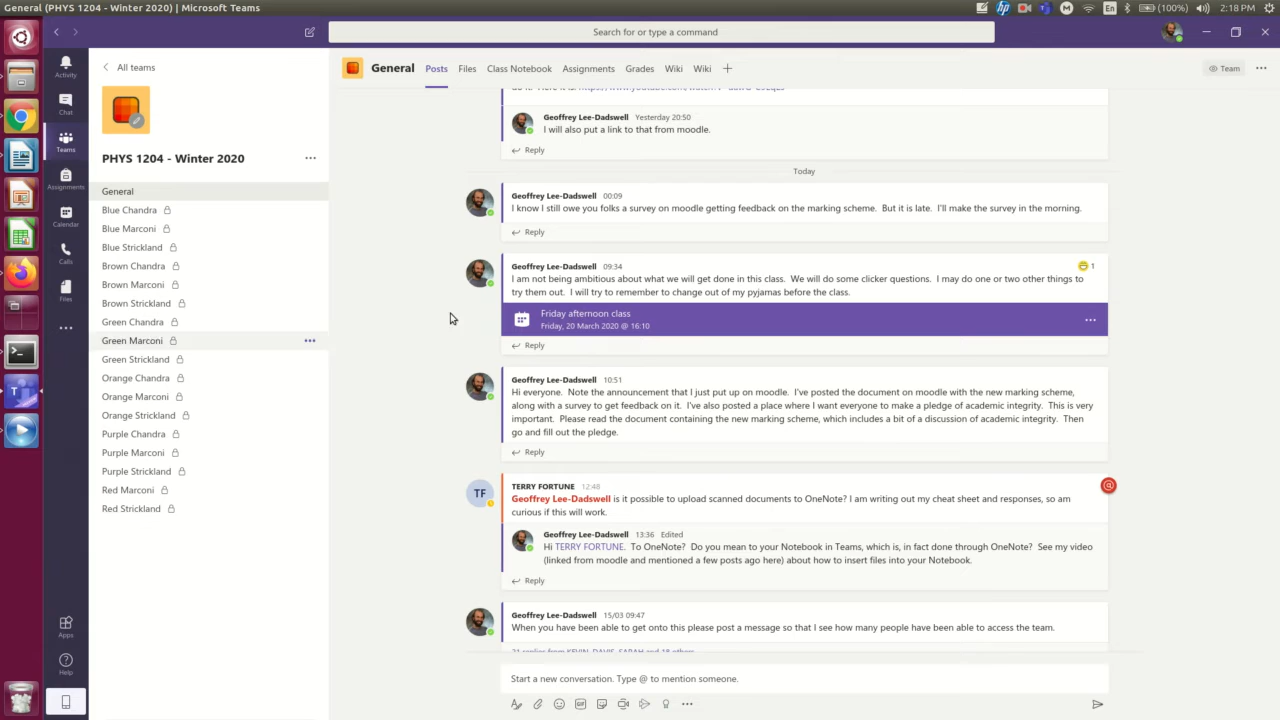 General (PHYS 1204 - Winter 2020)
En
(100%)
2:18 PM
Search for or type a command
Activity
Chat
Teams
Assignments
Calendar
Calls
Files
Apps
Help
All teams
PHYS 1204 - Winter 2020
General
Blue Chandra
Blue Marconi
Blue Strickland
Brown Chandra
Brown Marconi
Brown Strickland
Green Chandra
Green Marconi
Green Strickland
Orange Chandra
Orange Marconi
Orange Strickland
Purple Chandra
Purple Marconi
Purple Strickland
Red Marconi
Red Strickland
General Posts Files Class Notebook Assignments Grades Wiki Wiki
Team
Geoffrey Lee-Dadswell Yesterday 20:50
I will also put a link to that from moodle.
Reply
Today
Geoffrey Lee-Dadswell 00:09
I know I still owe you folks a survey on moodle getting feedback on the marking scheme. But it is late. I'll make the survey in the morning.
Reply
Geoffrey Lee-Dadswell 09:34
1
I am not being ambitious about what we will get done in this class. We will do some clicker questions. I may do one or two other things to
try them out. I will try to remember to change out of my pyjamas before the class.
Friday afternoon class
Friday, 20 March 2020 @ 16:10
Reply
Geoffrey Lee-Dadswell 10:51
Hi everyone. Note the announcement that I just put up on moodle. I've posted the document on moodle with the new marking scheme,
along with a survey to get feedback on it. I've also posted a place where I want everyone to make a pledge of academic integrity. This is very
important. Please read the document containing the new marking scheme, which includes a bit of a discussion of academic integrity. Then
go and fill out the pledge.
Reply
TF
TERRY FORTUNE 12:48
Geoffrey Lee-Dadswell is it possible to upload scanned documents to OneNote? I am writing out my cheat sheet and responses, so am
curious if this will work.
Geoffrey Lee-Dadswell 13:36 Edited
Hi TERRY FORTUNE. To OneNote? Do you mean to your Notebook in Teams, which is, in fact done through OneNote? See my video
(linked from moodle and mentioned a few posts ago here) about how to insert files into your Notebook.
Reply
Geoffrey Lee-Dadswell 15/03 09:47
When you have been able to get onto this please post a message so that I see how many people have been able to access the team.
21 replies from KEVIN, DAVIS, SARAH and 18 others
Start a new conversation. Type @ to mention someone.